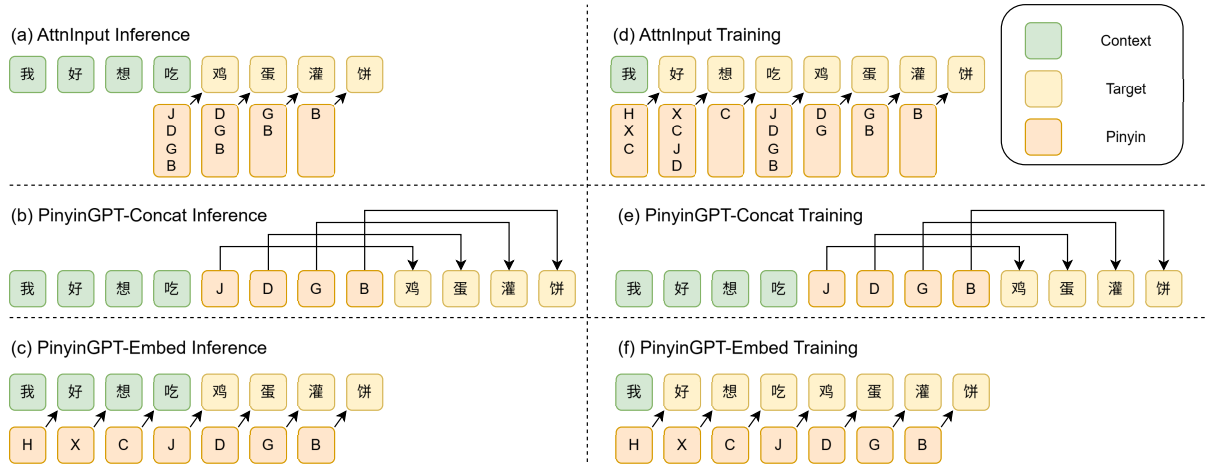 (a) AttnInput Inference
我 好 想 吃 鸡 蛋 灌 饼
J D G B
D G B
G B
B
(d) AttnInput Training
我 好 想 吃 鸡 蛋 灌 饼
H X C
X C J D
C
J D G B
D G
G B
B
Context
Target
Pinyin
(b) PinyinGPT-Concat Inference
我 好 想 吃 J D G B 鸡 蛋 灌 饼
(e) PinyinGPT-Concat Training
我 好 想 吃 J D G B 鸡 蛋 灌 饼
(c) PinyinGPT-Embed Inference
我 好 想 吃 鸡 蛋 灌 饼
H X C J D G B
(f) PinyinGPT-Embed Training
我 好 想 吃 鸡 蛋 灌 饼
H X C J D G B